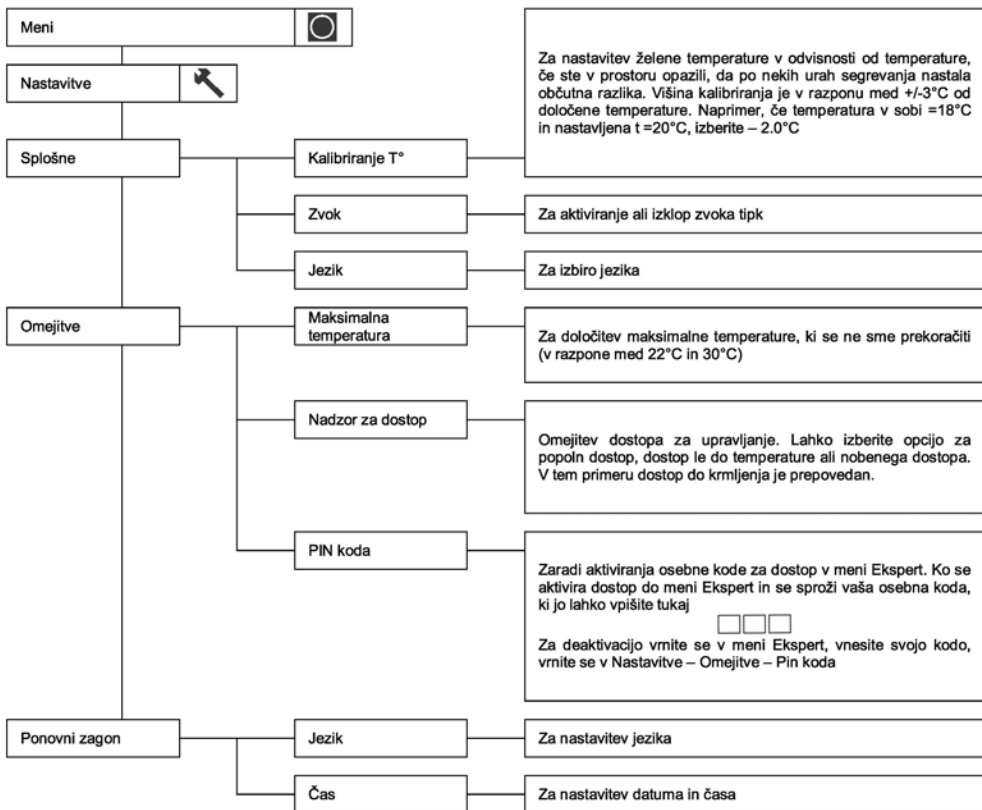 Meni
Nastavitve
Za nastavitev želene temperature v odvisnosti od temperature,
če ste v prostoru opazili, da po nekih urah segrevanja nastala
občutna razlika. Višina kalibriranja je v razponu med +/-3°C od
določene temperature. Naprimer, če temperatura v sobi =18°C
in nastavljena t =20°C, izberite – 2.0°C
Splošne
Kalibriranje T°
Zvok
Za aktiviranje ali izklop zvoka tipk
Jezik
Za izbiro jezika
Omejitve
Maksimalna
temperatura
Za določitev maksimalne temperature, ki se ne sme prekoračiti
(v razpone med 22°C in 30°C)
Nadzor za dostop
Omejitev dostopa za upravljanje. Lahko izberite opcijo za
popoln dostop, dostop le do temperature ali nobenega dostopa.
V tem primeru dostop do krmljenja je prepovedan.
PIN koda
Zaradi aktiviranja osebne kode za dostop v meni Ekspert. Ko se
aktivira dostop do meni Ekspert in se sproži vaša osebna koda,
ki jo lahko vpišite tukaj
Za deaktivacijo vrnite se v meni Ekspert, vnesite svojo kodo,
vrnite se v Nastavitve – Omejitve – Pin koda
Ponovni zagon
Jezik
Za nastavitev jezika
Čas
Za nastavitev datuma in časa